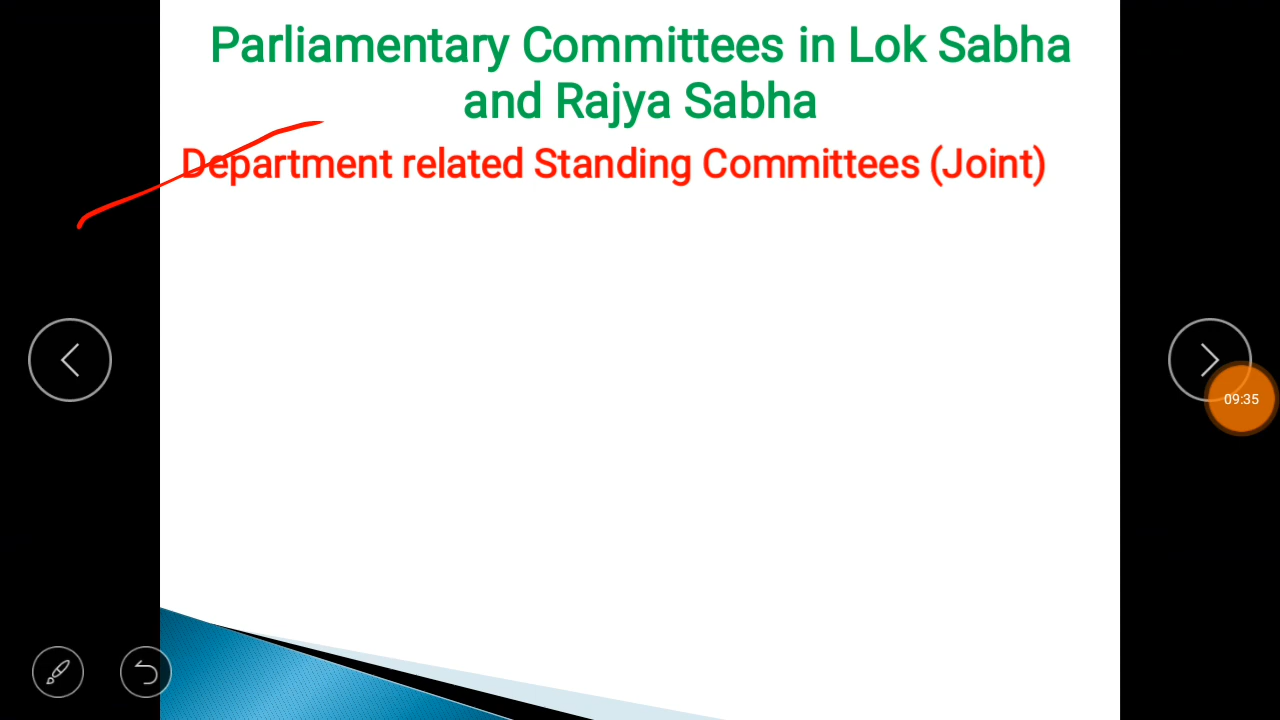 Parliamentary Committees in Lok Sabha
and Rajya Sabha
Department related Standing Committees (Joint)
09:35